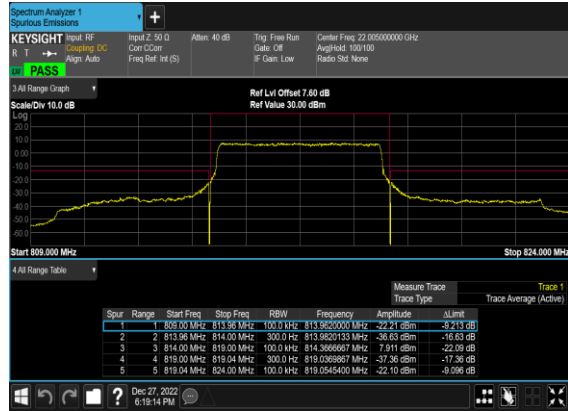 Spectrum Analyzer 1
Spurious Emissions
+
KEYSIGHT Input: RF Input Z: 50 Ω Atten: 40 dB Trig: Free Run Center Freq: 22.005000000 GHz
R T Coupling: DC Corr CCorr Gate: Off Avg|Hold: 100/100
Align: Auto Freq Ref: Int (S) IF Gain: Low Radio Std: None
PASS
3 All Range Graph
Ref Lvl Offset 7.60 dB
Scale/Div 10.0 dB Ref Value 30.00 dBm
Log
20.0
10.0
0.00
-10.0
-20.0
-30.0
-40.0
-50.0
-60.0
Start 809.000 MHz Stop 824.000 MHz
4 All Range Table
Measure Trace Trace 1
Trace Type Trace Average (Active)
Spur Range Start Freq Stop Freq RBW Frequency Amplitude ΔLimit
1 1 809.00 MHz 813.96 MHz 100.0 kHz 813.9620000 MHz -22.21 dBm -9.213 dB
2 2 813.96 MHz 814.00 MHz 300.0 Hz 813.9820133 MHz -36.63 dBm -16.63 dB
3 3 814.00 MHz 819.00 MHz 100.0 kHz 814.3666667 MHz 7.911 dBm -22.09 dB
4 4 819.00 MHz 819.04 MHz 300.0 Hz 819.0369867 MHz -37.36 dBm -17.36 dB
5 5 819.04 MHz 824.00 MHz 100.0 kHz 819.0545400 MHz -22.10 dBm -9.096 dB
? Dec 27, 2022
6:19:14 PM